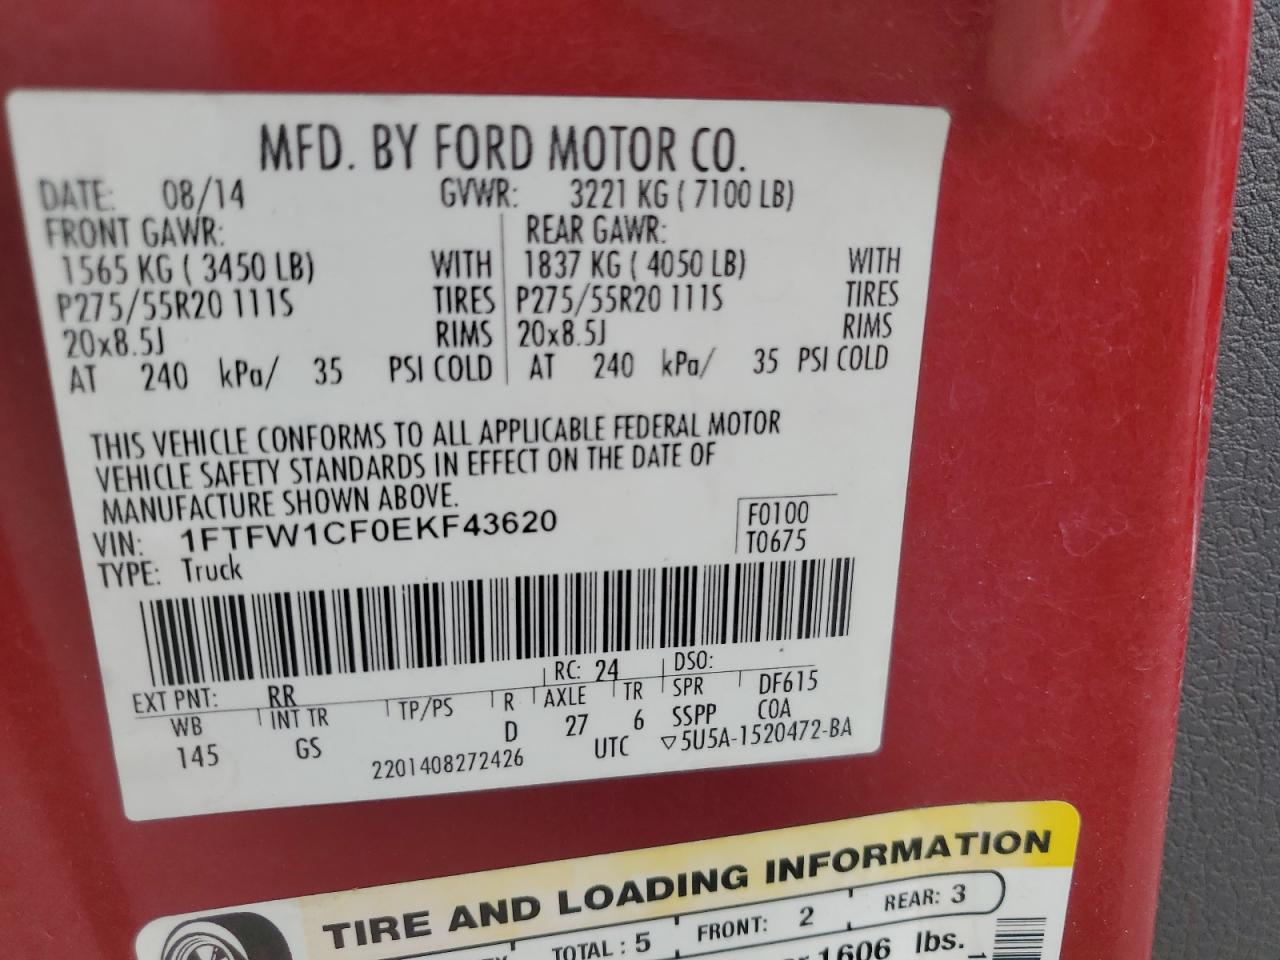 MFD. BY FORD MOTOR CO.
DATE: 08/14 GVWR: 3221 KG ( 7100 LB)
FRONT GAWR: REAR GAWR:
1565 KG ( 3450 LB) WITH 1837 KG ( 4050 LB) WITH
P275/55R20 111S TIRES P275/55R20 111S TIRES
20x8.5J RIMS 20x8.5J RIMS
AT 240 kPa/ 35 PSI COLD AT 240 kPa/ 35 PSI COLD
THIS VEHICLE CONFORMS TO ALL APPLICABLE FEDERAL MOTOR
VEHICLE SAFETY STANDARDS IN EFFECT ON THE DATE OF
MANUFACTURE SHOWN ABOVE.
VIN: 1FTFW1CF0EKF43620 F0100
TYPE: Truck T0675
EXT PNT: RR RC: 24 DSO:
WB INT TR TP/PS R AXLE TR SPR DF615
145 GS D 27 6 SSPP COA
2201408272426 UTC ▽5U5A-1520472-BA
TIRE AND LOADING INFORMATION
TOTAL : 5 FRONT: 2 REAR: 3
1606 lbs.